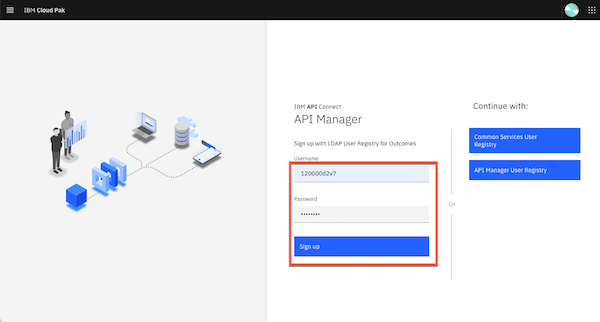 IBM Cloud Pak
IBM API Connect
API Manager
Sign up with LDAP User Registry for Outcomes
Username
120000d2v7
Password
••••••••
Sign up
Or
Continue with:
Common Services User
Registry
API Manager User Registry